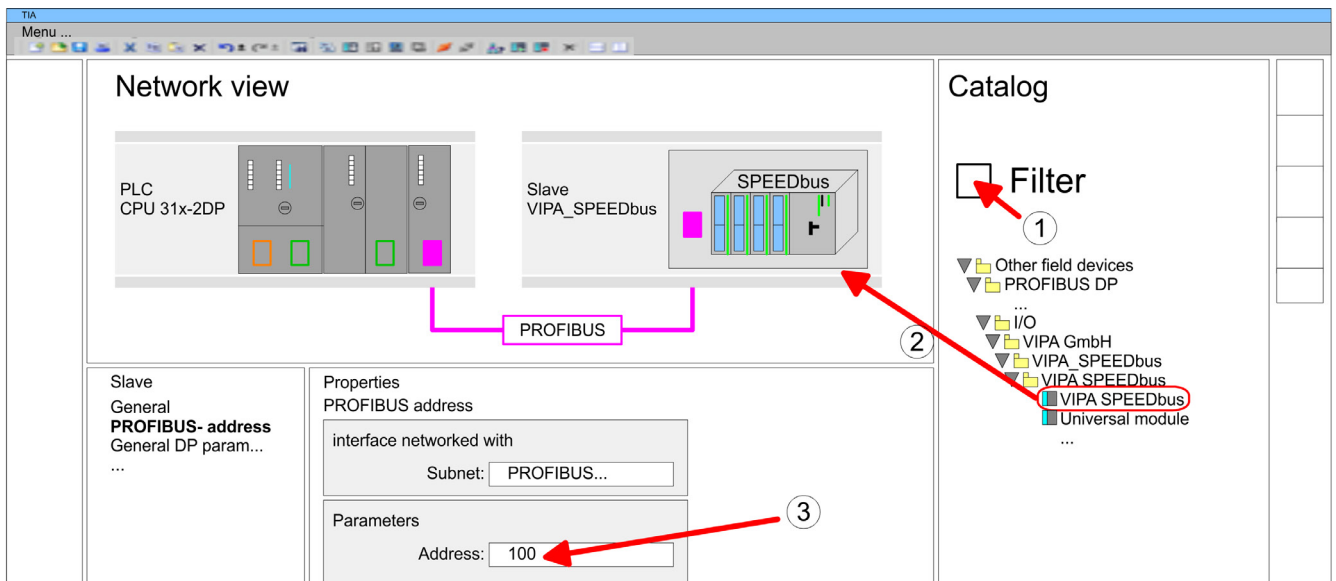 TIA
Menu ...
Network view
PLC
CPU 31x-2DP
Slave
VIPA_SPEEDbus
SPEEDbus
PROFIBUS
Catalog
Filter
1
Other field devices
PROFIBUS DP
...
I/O
VIPA GmbH
VIPA_SPEEDbus
VIPA SPEEDbus
VIPA SPEEDbus
Universal module
...
2
Slave
General
PROFIBUS- address
General DP param...
...
Properties
PROFIBUS address
interface networked with
Subnet: PROFIBUS...
Parameters
Address: 100
3